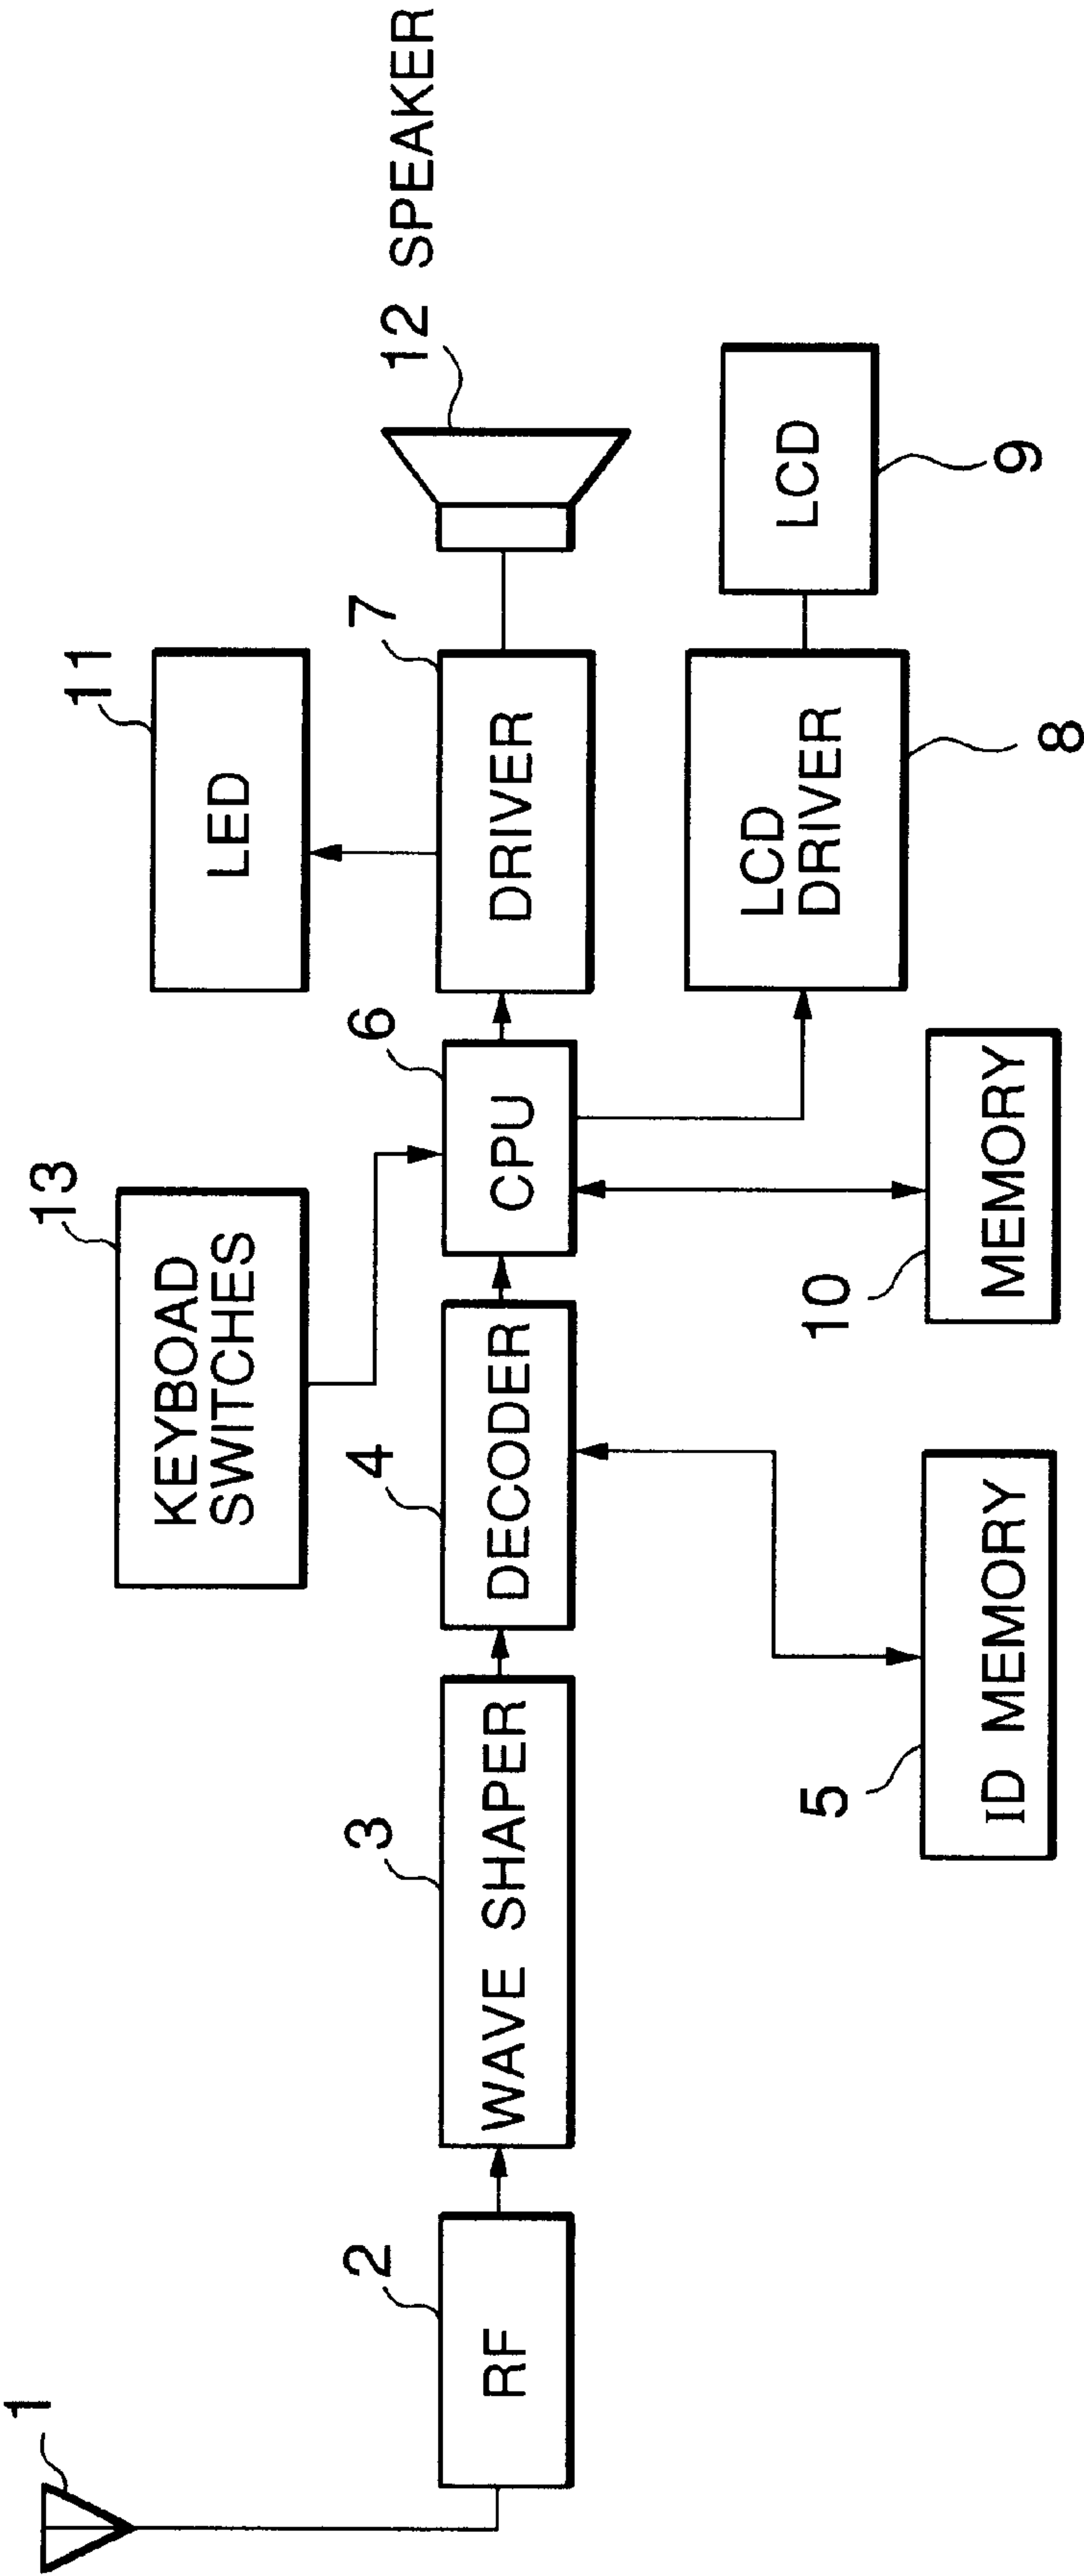 1
2
RF
3
WAVE SHAPER
4
DECODER
5
ID MEMORY
13
KEYBOAD
SWITCHES
6
CPU
10
MEMORY
11
LED
7
DRIVER
12 SPEAKER
LCD
DRIVER
8
LCD
9